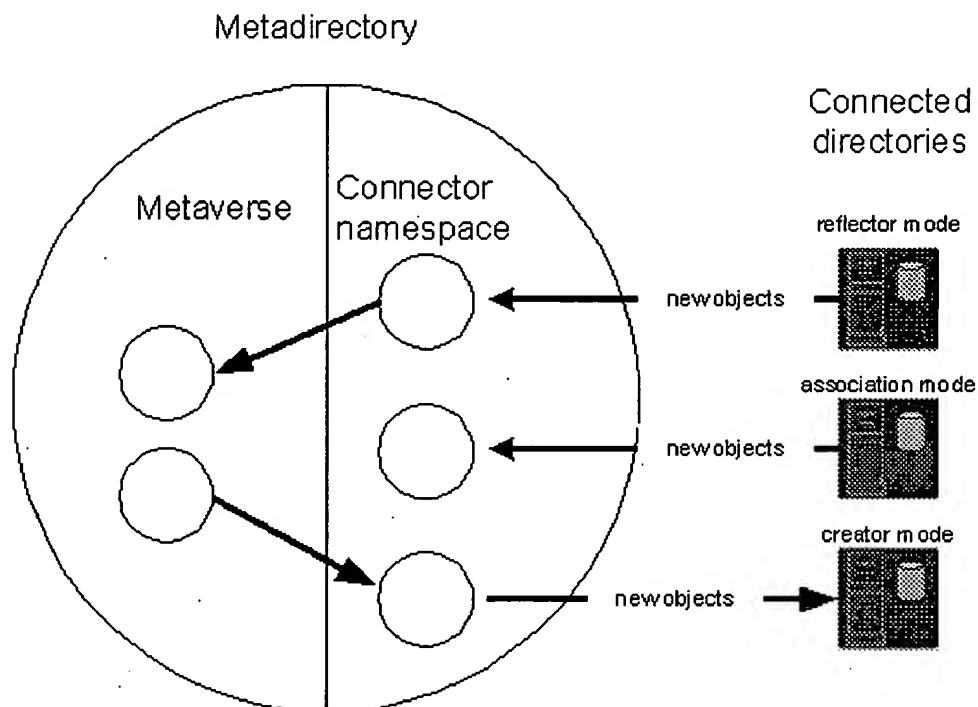 Metadirectory
Connected
directories
Metaverse
Connector
namespace
reflector mode
newobjects
association mode
newobjects
creator mode
newobjects